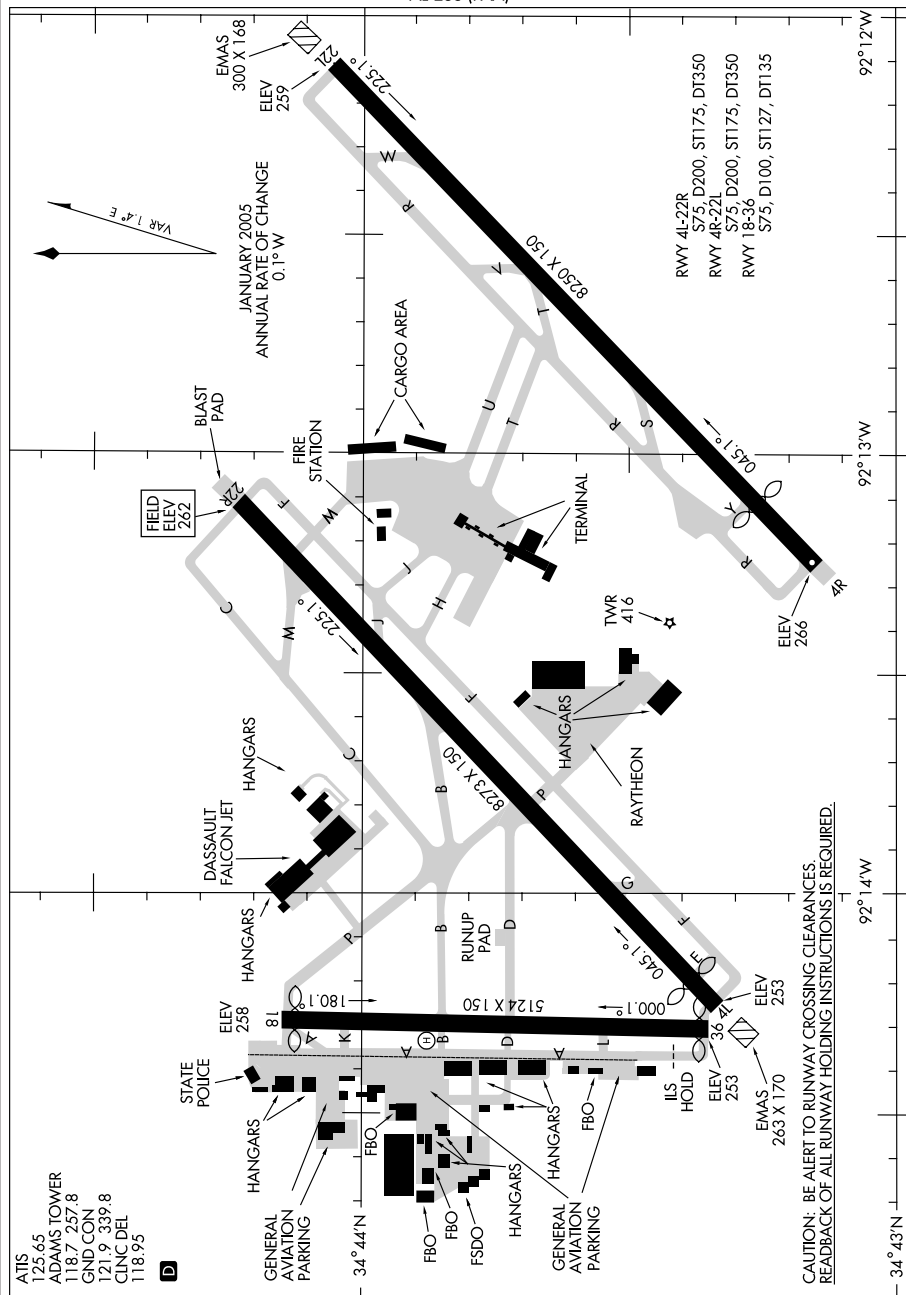 ATIS
125.65
ADAMS TOWER
118.7 257.8
GND CON
121.9 339.8
CLNC DEL
118.95
D
JANUARY 2005
ANNUAL RATE OF CHANGE
0.1° W
VAR 1.4° E
EMAS
300 X 168
ELEV
259
22L
225.1°
W
R
V
T
8250 X 150
U
T
R
S
045.1°
Y
R
4R
ELEV
266
RWY 4L-22R
S75, D200, ST175, DT350
RWY 4R-22L
S75, D200, ST175, DT350
RWY 18-36
S75, D100, ST127, DT135
BLAST
PAD
FIELD
ELEV
262
22R
FIRE
STATION
CARGO AREA
TERMINAL
TWR
416
C
M
F
M
J
J
H
225.1°
F
8273 X 150
C
B
P
HANGARS
RAYTHEON
HANGARS
DASSAULT
FALCON JET
HANGARS
P
B
RUNUP
PAD
D
G
F
045.1°
E
4L
ELEV
253
ELEV
258
18
180.1°
5124 X 150
000.1°
36
ELEV
253
EMAS
263 X 170
ILS
HOLD
Y
K
A
H
B
D
A
L
STATE
POLICE
HANGARS
GENERAL
AVIATION
PARKING
FBO
FBO
FBO
FSDO
HANGARS
HANGARS
FBO
GENERAL
AVIATION
PARKING
34°44'N
34°43'N
92°12'W
92°13'W
92°14'W
CAUTION: BE ALERT TO RUNWAY CROSSING CLEARANCES.
READBACK OF ALL RUNWAY HOLDING INSTRUCTIONS IS REQUIRED.